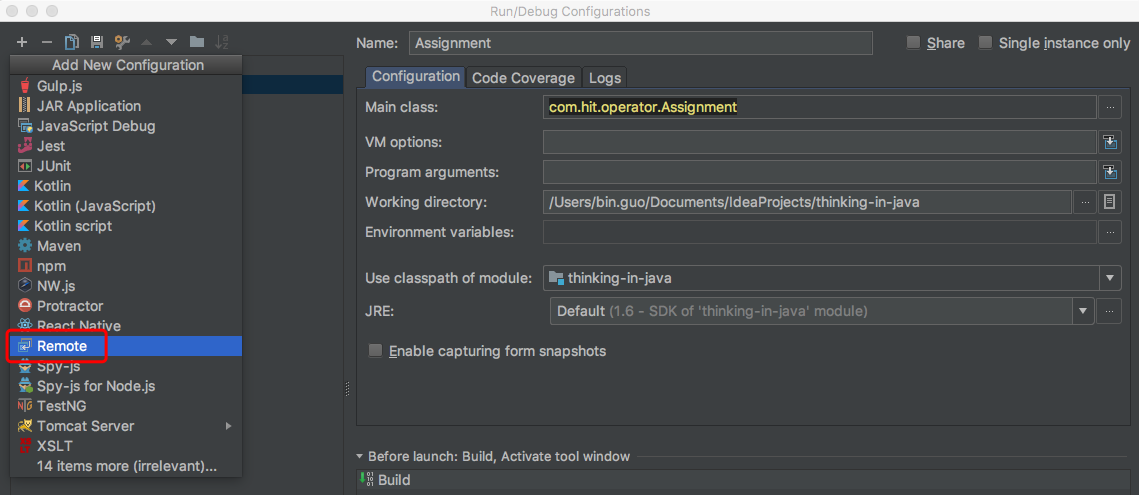 Run/Debug Configurations
Name: Assignment Share Single instance only
Add New Configuration
Gulp.js
JAR Application
JavaScript Debug
Jest
JUnit
Kotlin
Kotlin (JavaScript)
Kotlin script
Maven
npm
NW.js
Protractor
React Native
Remote
Spy-js
Spy-js for Node.js
TestNG
Tomcat Server
XSLT
14 items more (irrelevant)...
Configuration Code Coverage Logs
Main class: com.hit.operator.Assignment
VM options:
Program arguments:
Working directory: /Users/bin.guo/Documents/IdeaProjects/thinking-in-java
Environment variables:
Use classpath of module: thinking-in-java
JRE: Default (1.6 - SDK of 'thinking-in-java' module)
Enable capturing form snapshots
Before launch: Build, Activate tool window
Build